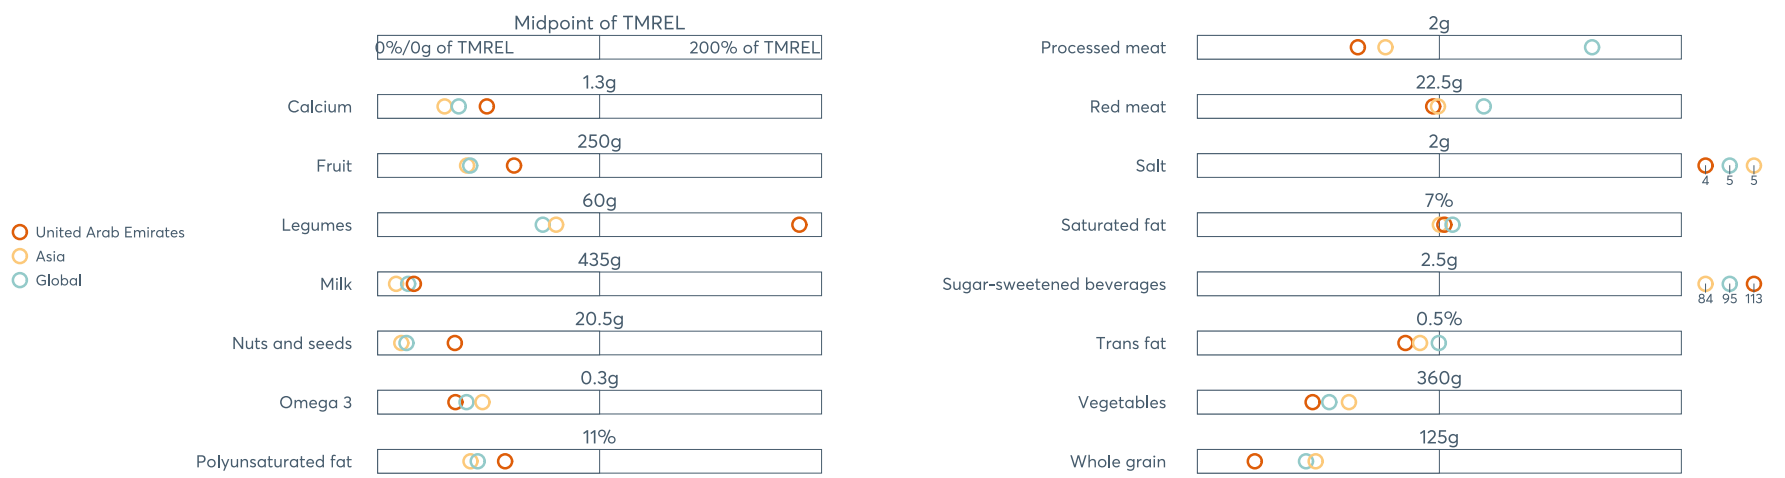 Midpoint of TMREL
0%/0g of TMREL 200% of TMREL
1.3g
Calcium
250g
Fruit
60g
Legumes
435g
Milk
20.5g
Nuts and seeds
0.3g
Omega 3
11%
Polyunsaturated fat
United Arab Emirates
Asia
Global
2g
Processed meat
22.5g
Red meat
2g
Salt
4 5 5
7%
Saturated fat
2.5g
Sugar-sweetened beverages
84 95 113
0.5%
Trans fat
360g
Vegetables
125g
Whole grain